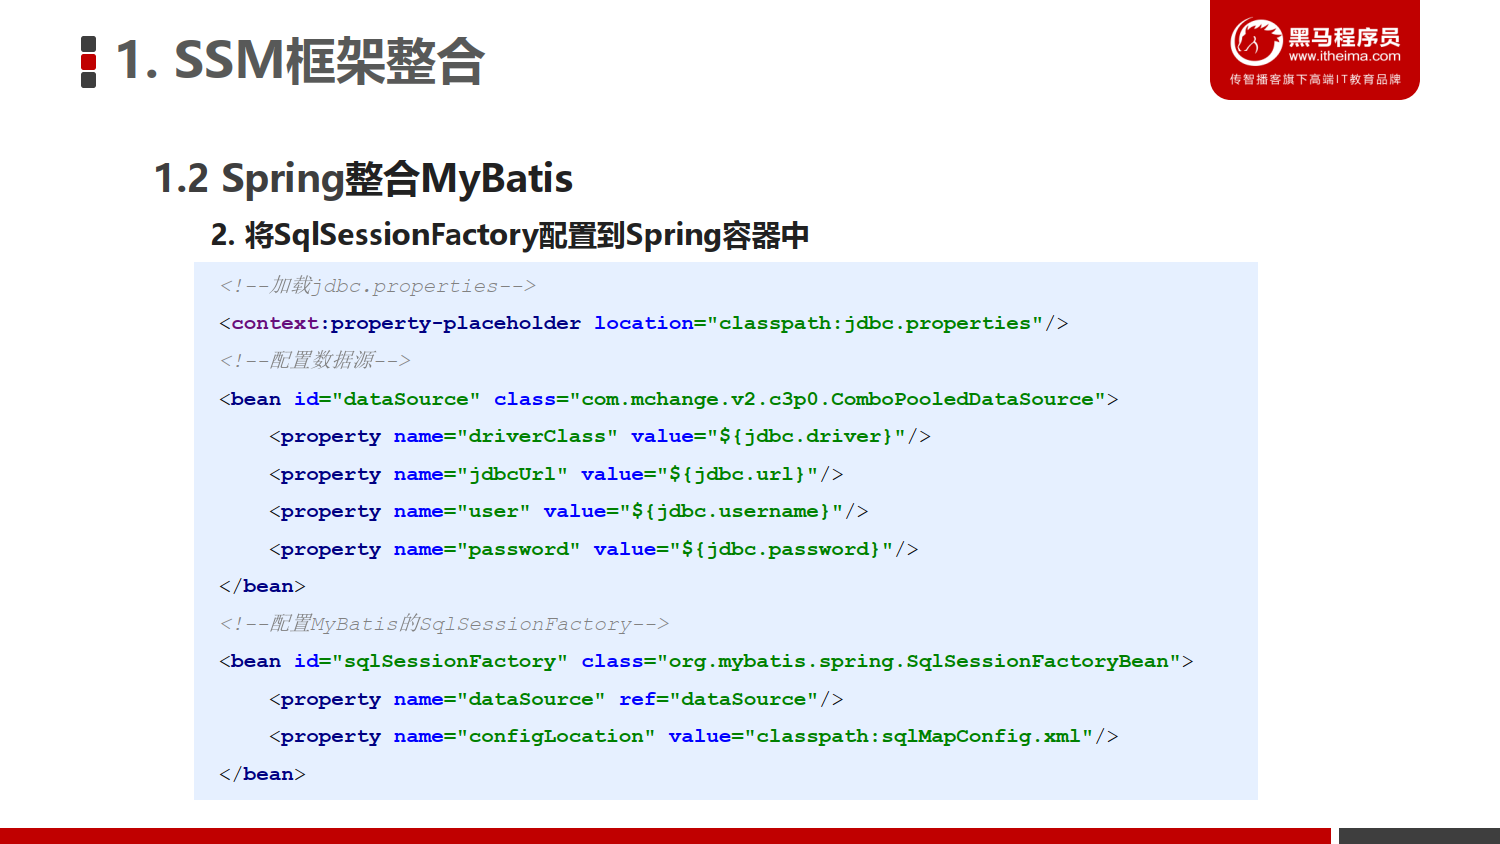 1. SSM框架整合
黑马程序员
www.itheima.com
传智播客旗下高端IT教育品牌
1.2 Spring整合MyBatis
2. 将SqlSessionFactory配置到Spring容器中
<!--加载jdbc.properties-->
<context:property-placeholder location="classpath:jdbc.properties"/>
<!--配置数据源-->
<bean id="dataSource" class="com.mchange.v2.c3p0.ComboPooledDataSource">
    <property name="driverClass" value="${jdbc.driver}"/>
    <property name="jdbcUrl" value="${jdbc.url}"/>
    <property name="user" value="${jdbc.username}"/>
    <property name="password" value="${jdbc.password}"/>
</bean>
<!--配置MyBatis的SqlSessionFactory-->
<bean id="sqlSessionFactory" class="org.mybatis.spring.SqlSessionFactoryBean">
    <property name="dataSource" ref="dataSource"/>
    <property name="configLocation" value="classpath:sqlMapConfig.xml"/>
</bean>